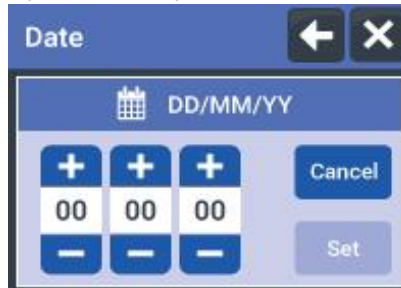 Date
DD/MM/YY
+ + +
Cancel
00 00 00
− − −
Set